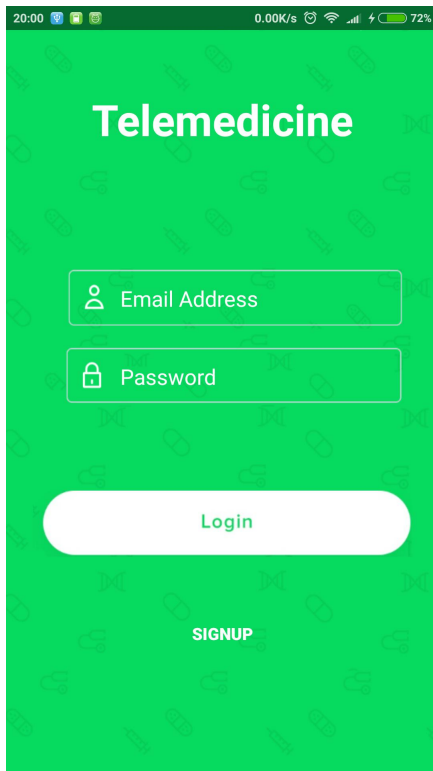 20:00 0.00K/s 72%
Telemedicine
Email Address
Password
Login
SIGNUP